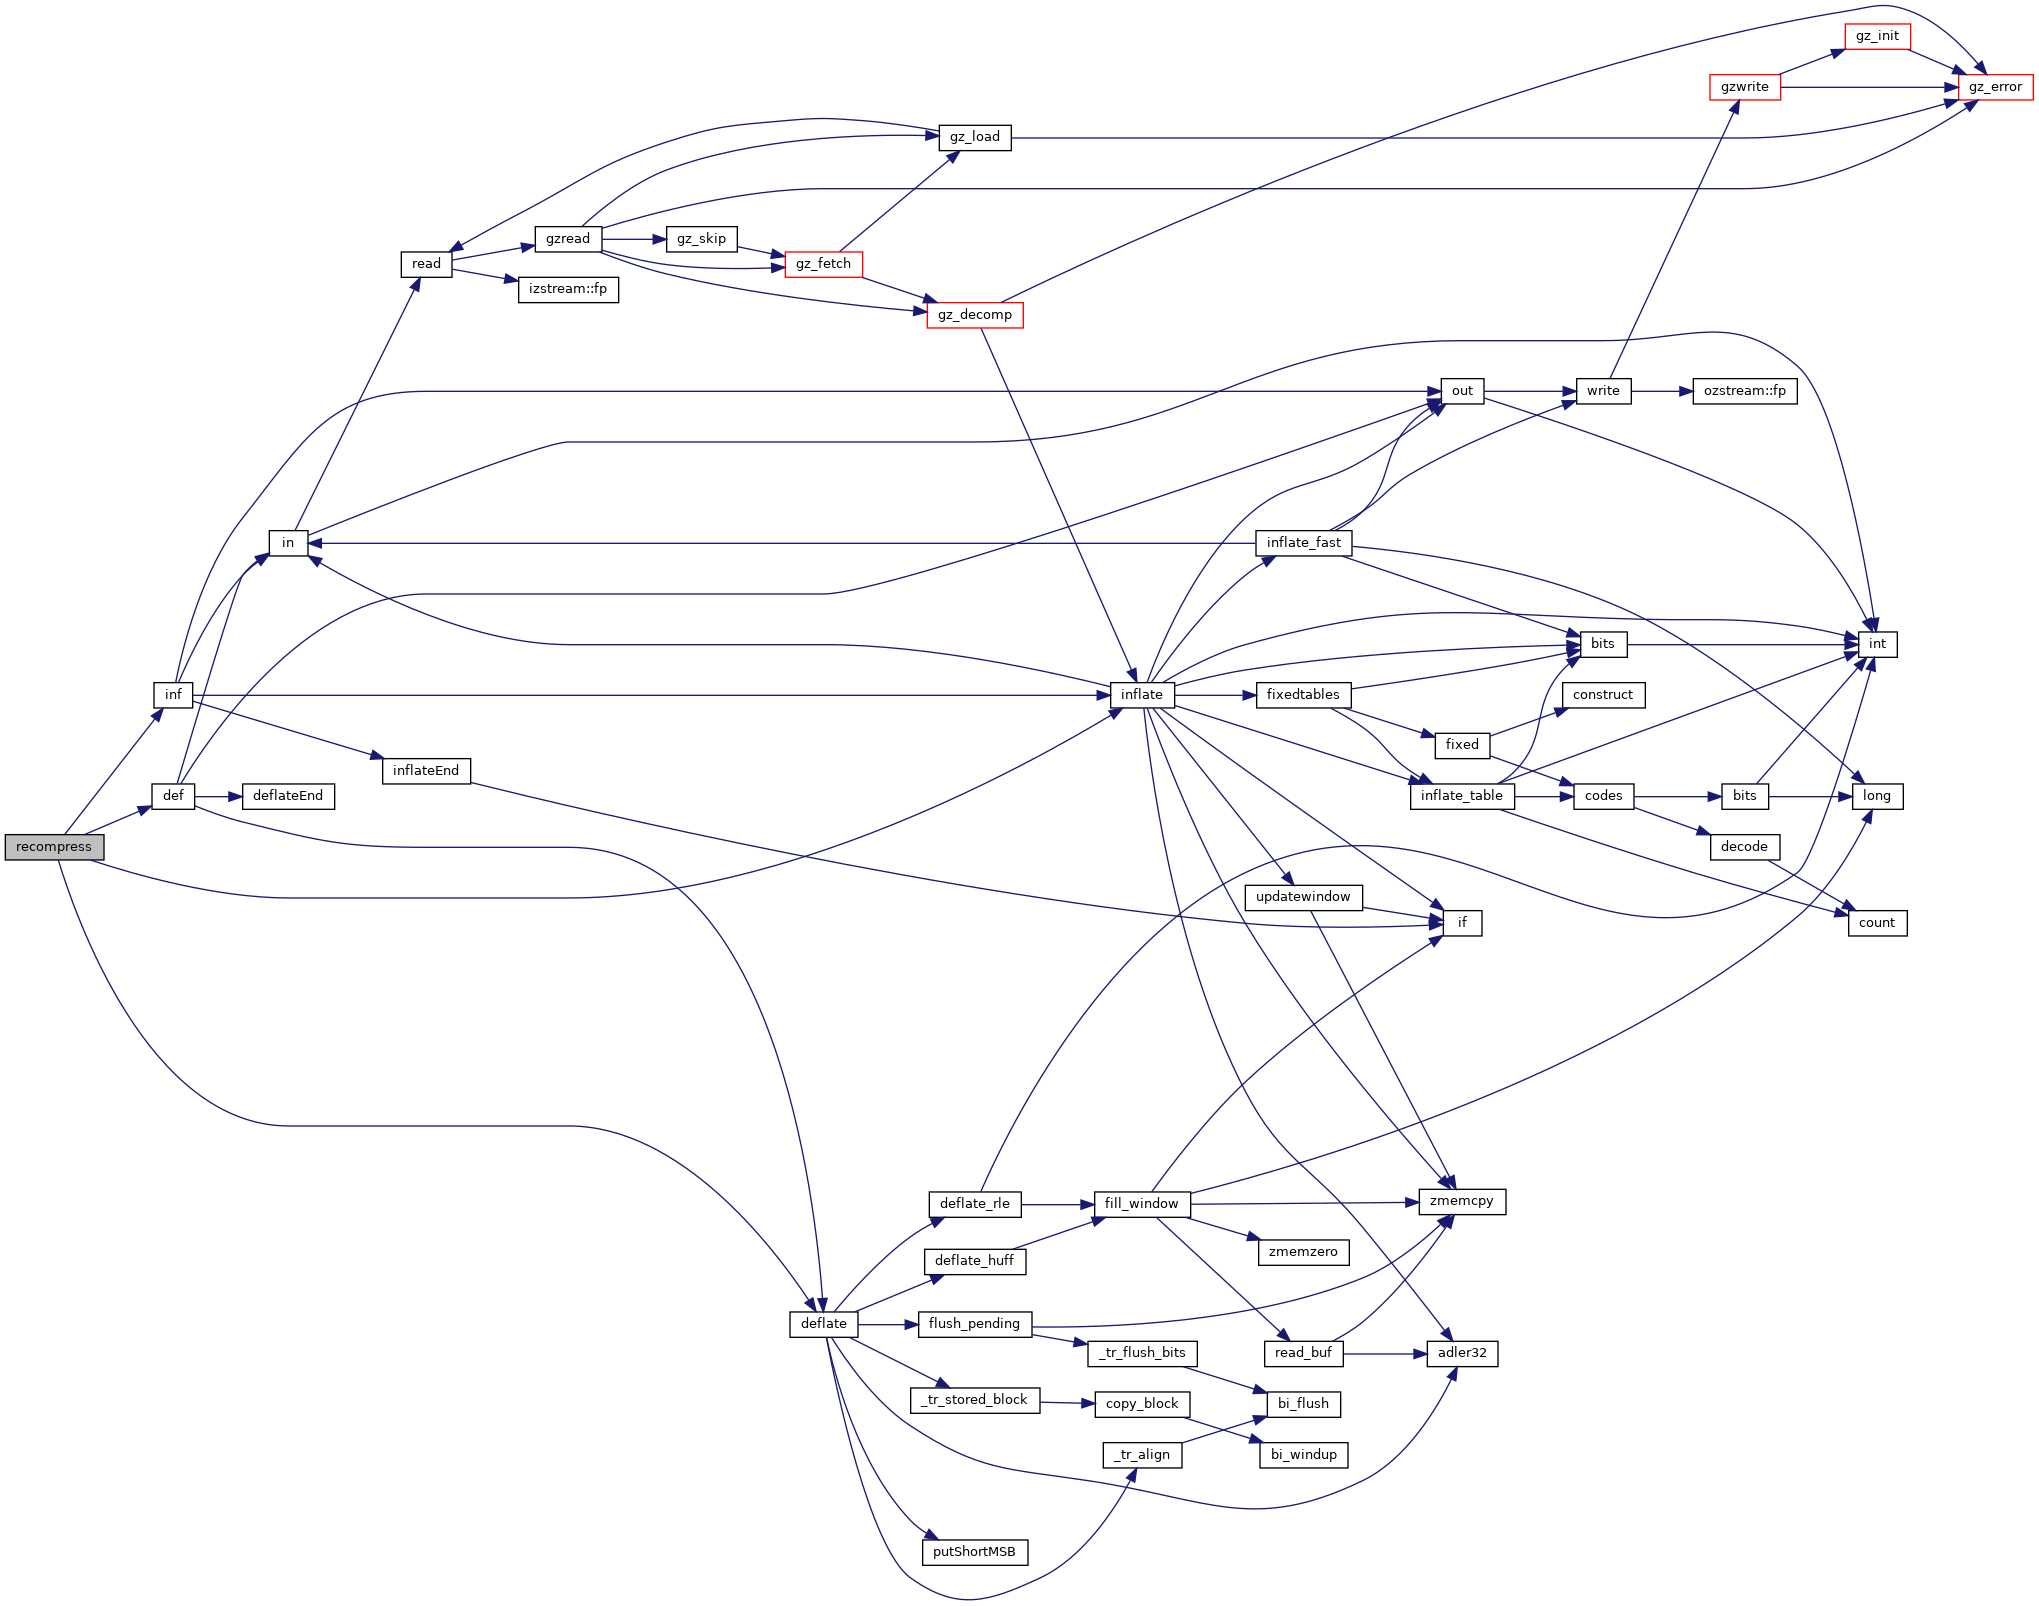 gz_init
gzwrite
gz_error
gz_load
gzread
gz_skip
read
gz_fetch
izstream::fp
gz_decomp
out
write
ozstream::fp
in
inflate_fast
bits
int
inf
inflate
fixedtables
construct
fixed
inflateEnd
def
deflateEnd
inflate_table
codes
bits
long
recompress
decode
updatewindow
if
count
deflate_rle
fill_window
zmemcpy
deflate_huff
zmemzero
deflate
flush_pending
_tr_flush_bits
read_buf
adler32
_tr_stored_block
copy_block
bi_flush
_tr_align
bi_windup
putShortMSB